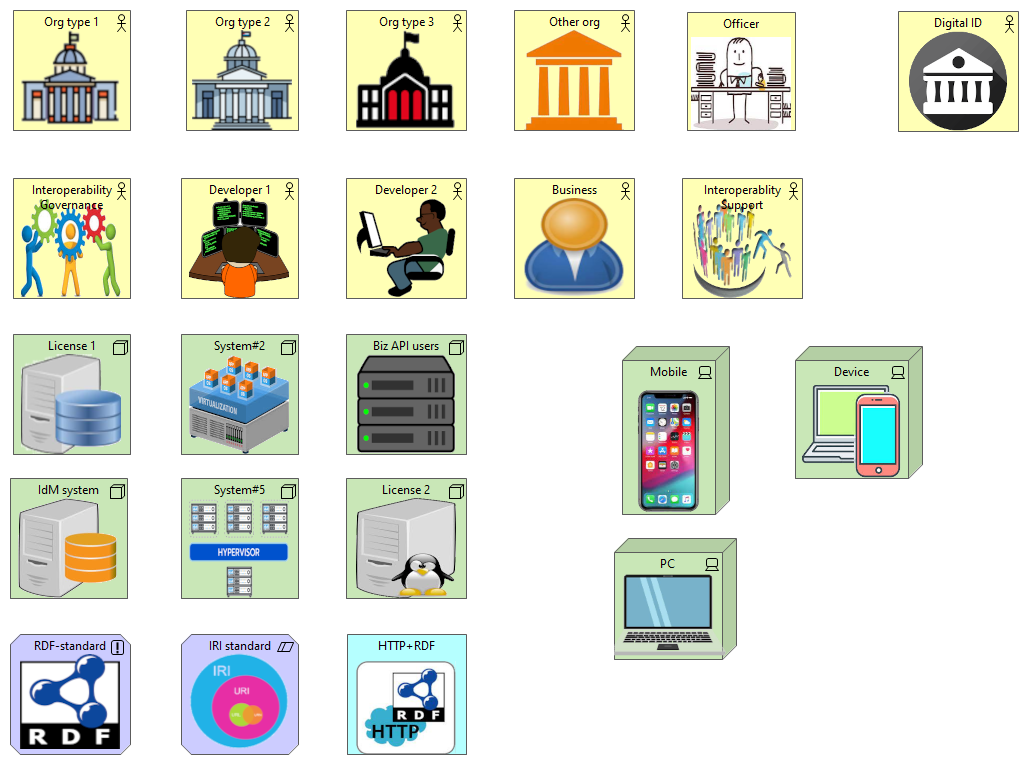 Org type 1
Org type 2
Org type 3
Other org
Officer
Digital ID
Interoperability
Governance
Developer 1
Developer 2
Business
Interoperablity
Support
License 1
System#2
VIRTUALIZATION
Biz API users
Mobile
Device
IdM system
System#5
HYPERVISOR
License 2
PC
RDF-standard
RDF
IRI standard
IRI
URI
HTTP+RDF
RDF
HTTP